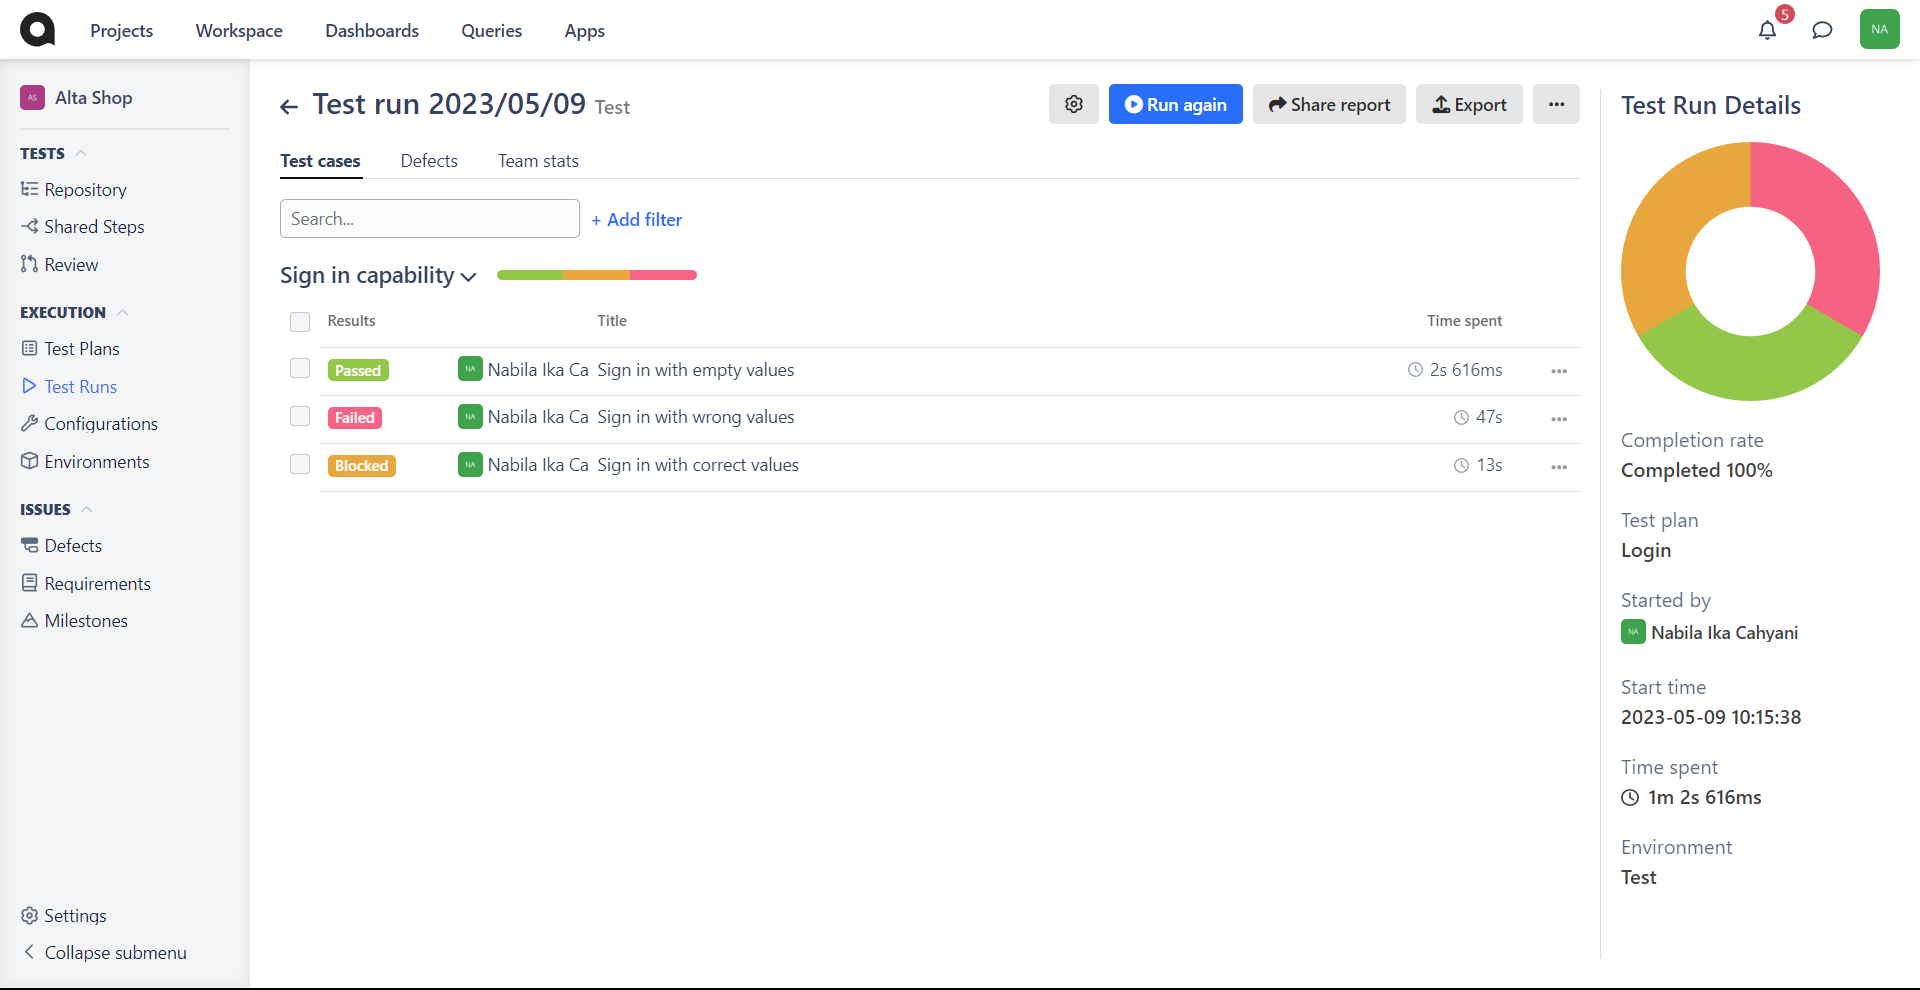 Projects Workspace Dashboards Queries Apps 5 NA
AS Alta Shop
TESTS
Repository
Shared Steps
Review
EXECUTION
Test Plans
Test Runs
Configurations
Environments
ISSUES
Defects
Requirements
Milestones
Settings
Collapse submenu
Test run 2023/05/09 Test
Run again Share report Export
Test cases Defects Team stats
Search... + Add filter
Sign in capability
Results Title Time spent
Passed NA Nabila Ika Ca Sign in with empty values 2s 616ms
Failed NA Nabila Ika Ca Sign in with wrong values 47s
Blocked NA Nabila Ika Ca Sign in with correct values 13s
Test Run Details
Completion rate
Completed 100%
Test plan
Login
Started by
NA Nabila Ika Cahyani
Start time
2023-05-09 10:15:38
Time spent
1m 2s 616ms
Environment
Test